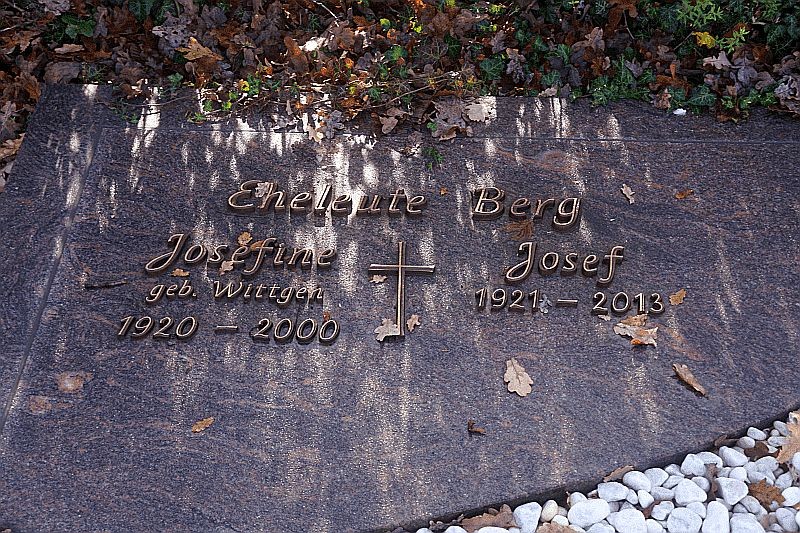 Eheleute Berg
Josefine
geb. Wittgen
1920 – 2000
Josef
1921 – 2013